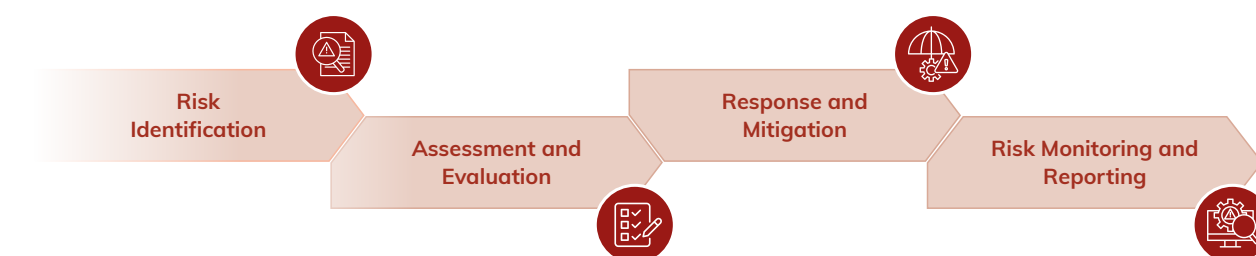 Risk
Identification
Assessment and
Evaluation
Response and
Mitigation
Risk Monitoring and
Reporting